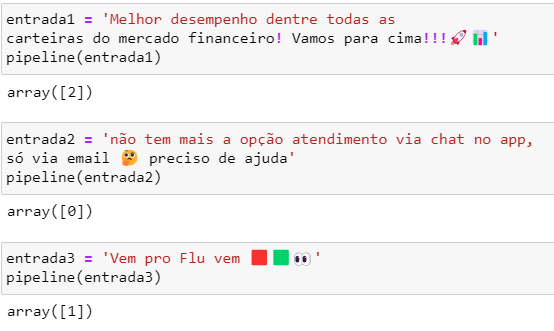 entrada1 = 'Melhor desempenho dentre todas as
carteiras do mercado financeiro! Vamos para cima!!!🚀📊'
pipeline(entrada1)
array([2])
entrada2 = 'não tem mais a opção atendimento via chat no app,
só via email 🤔 preciso de ajuda'
pipeline(entrada2)
array([0])
entrada3 = 'Vem pro Flu vem 🟥🟩👀'
pipeline(entrada3)
array([1])